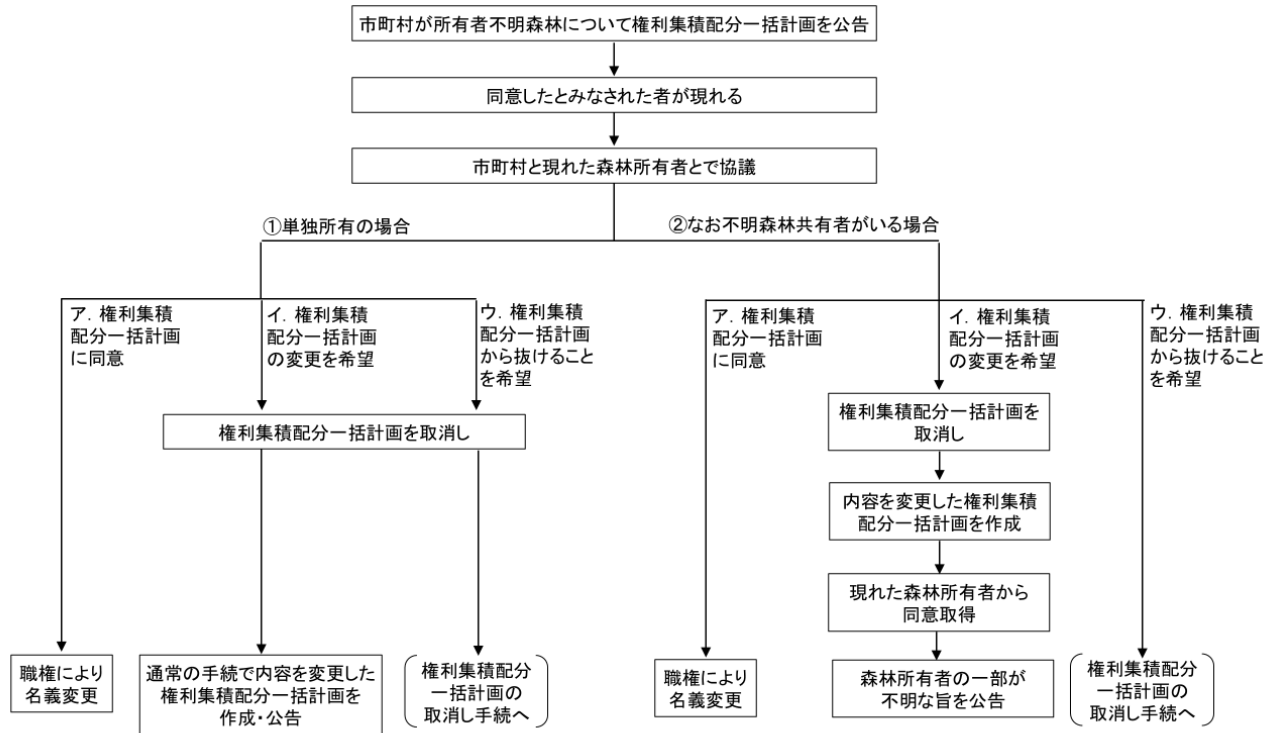 市町村が所有者不明森林について権利集積配分一括計画を公告
同意したとみなされた者が現れる
市町村と現れた森林所有者とで協議
①単独所有の場合
②なお不明森林共有者がいる場合
ア．権利集積
配分一括計画
に同意
イ．権利集積
配分一括計画
の変更を希望
ウ．権利集積
配分一括計画
から抜けること
を希望
権利集積配分一括計画を取消し
職権により
名義変更
通常の手続で内容を変更した
権利集積配分一括計画を
作成・公告
権利集積配分
一括計画の
取消し手続へ
ア．権利集積
配分一括計画
に同意
イ．権利集積
配分一括計画
の変更を希望
ウ．権利集積
配分一括計画
から抜けること
を希望
権利集積配分一括計画を
取消し
内容を変更した権利集積
配分一括計画を作成
現れた森林所有者から
同意取得
職権により
名義変更
森林所有者の一部が
不明な旨を公告
権利集積配分
一括計画の
取消し手続へ